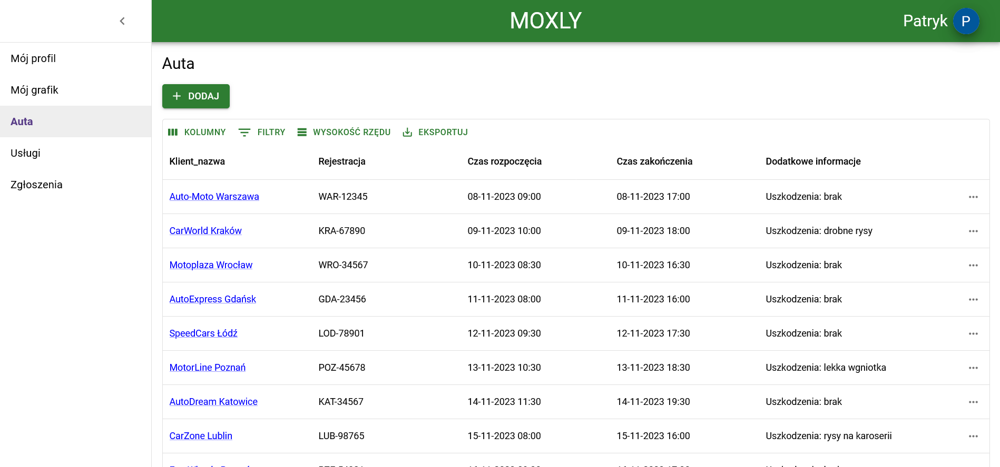 MOXLY
Patryk P
Mój profil
Mój grafik
Auta
Usługi
Zgłoszenia
Auta
DODAJ
KOLUMNY FILTRY WYSOKOŚĆ RZĘDU EKSPORTUJ
Klient_nazwa Rejestracja Czas rozpoczęcia Czas zakończenia Dodatkowe informacje
Auto-Moto Warszawa WAR-12345 08-11-2023 09:00 08-11-2023 17:00 Uszkodzenia: brak
CarWorld Kraków KRA-67890 09-11-2023 10:00 09-11-2023 18:00 Uszkodzenia: drobne rysy
Motoplaza Wrocław WRO-34567 10-11-2023 08:30 10-11-2023 16:30 Uszkodzenia: brak
AutoExpress Gdańsk GDA-23456 11-11-2023 08:00 11-11-2023 16:00 Uszkodzenia: brak
SpeedCars Łódź LOD-78901 12-11-2023 09:30 12-11-2023 17:30 Uszkodzenia: brak
MotorLine Poznań POZ-45678 13-11-2023 10:30 13-11-2023 18:30 Uszkodzenia: lekka wgniotka
AutoDream Katowice KAT-34567 14-11-2023 11:30 14-11-2023 19:30 Uszkodzenia: brak
CarZone Lublin LUB-98765 15-11-2023 08:00 15-11-2023 16:00 Uszkodzenia: rysy na karoserii